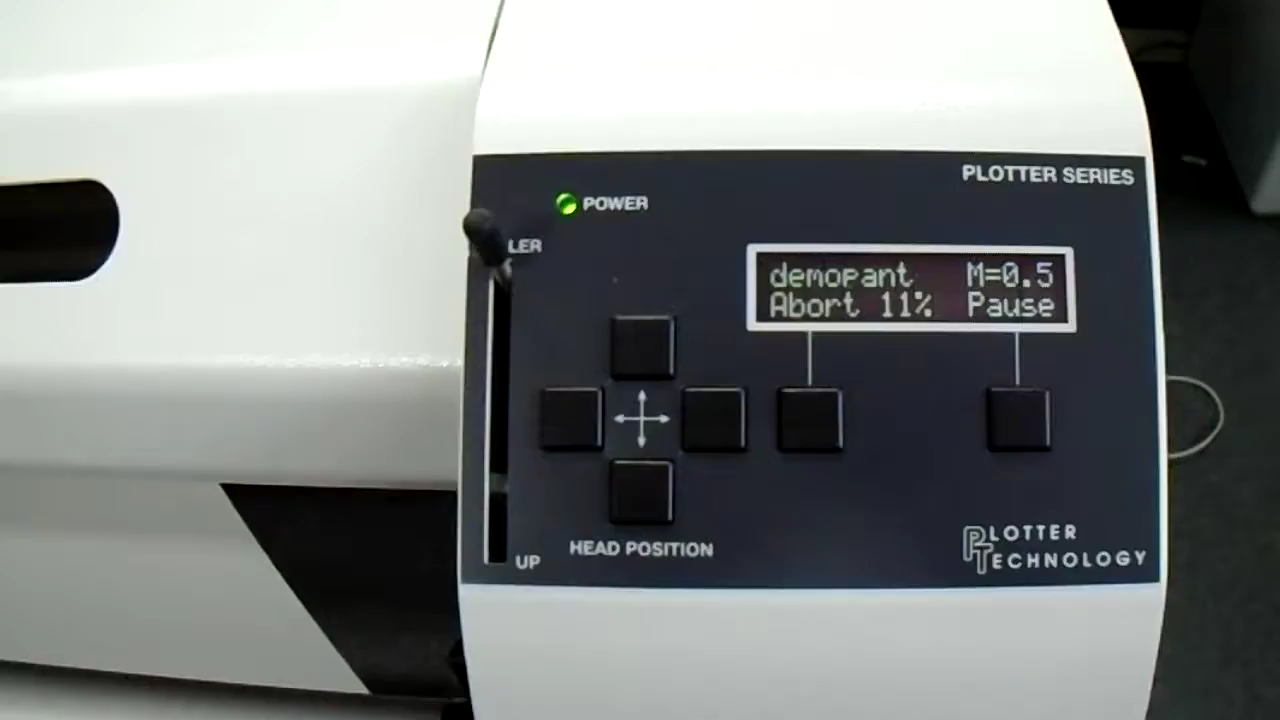 PLOTTER SERIES
POWER
LER
demopant M=0.5
Abort 11% Pause
HEAD POSITION
UP
PLOTTER
TECHNOLOGY